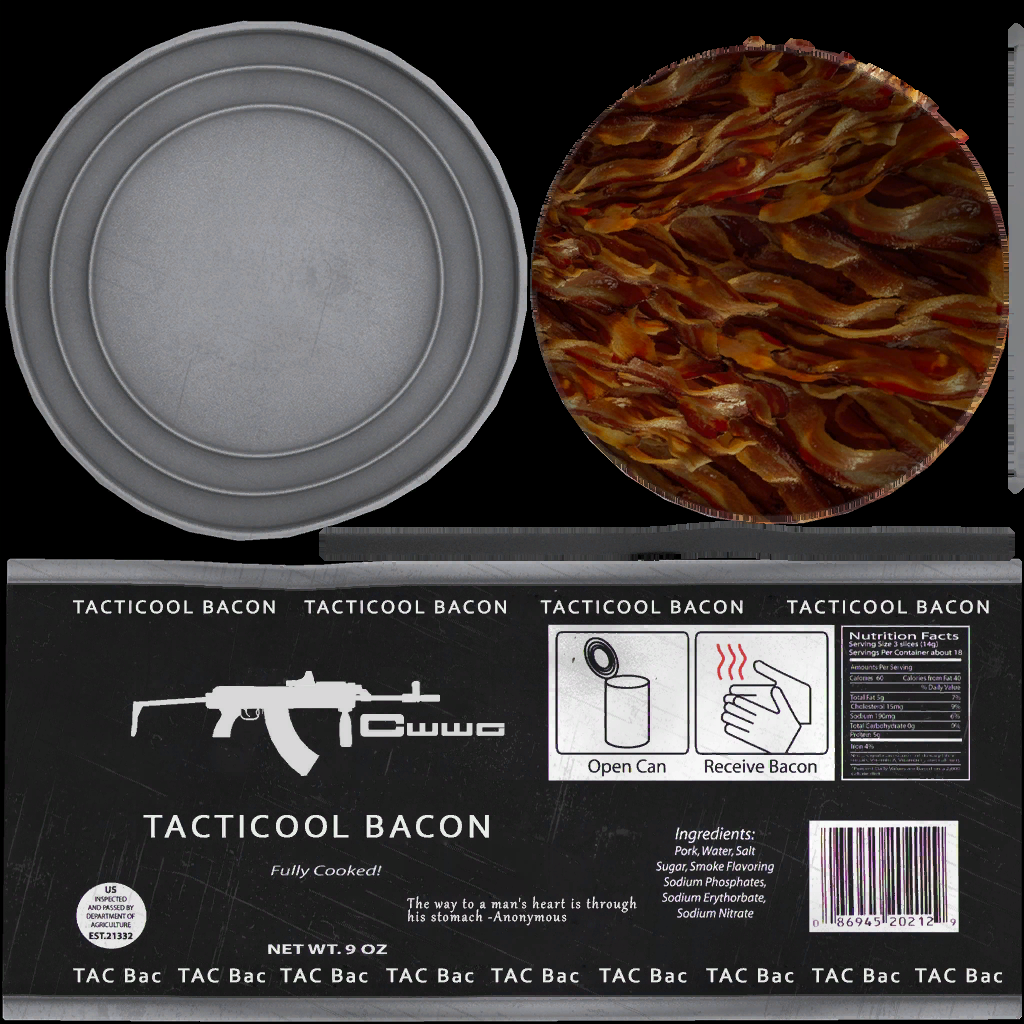 TACTICOOL BACON TACTICOOL BACON TACTICOOL BACON TACTICOOL BACON
Cwwg
TACTICOOL BACON
Fully Cooked!
US
INSPECTED
AND PASSED BY
DEPARTMENT OF
AGRICULTURE
EST.21332
NET WT. 9 OZ
The way to a man's heart is through
his stomach -Anonymous
Open Can
Receive Bacon
Nutrition Facts
Serving Size 3 slices (14g)
Servings Per Container about 18
Amounts Per Serving
Calories 60 Calories from Fat 40
% Daily Value
Total Fat 5g 7%
Cholesterol 15mg 9%
Sodium 190mg 6%
Total Carbohydrate 0g 0%
Protein 5g
Iron 4%
Ingredients:
Pork, Water, Salt
Sugar, Smoke Flavoring
Sodium Phosphates,
Sodium Erythorbate,
Sodium Nitrate
0 86945 20212 9
TAC Bac TAC Bac TAC Bac TAC Bac TAC Bac TAC Bac TAC Bac TAC Bac TAC Bac